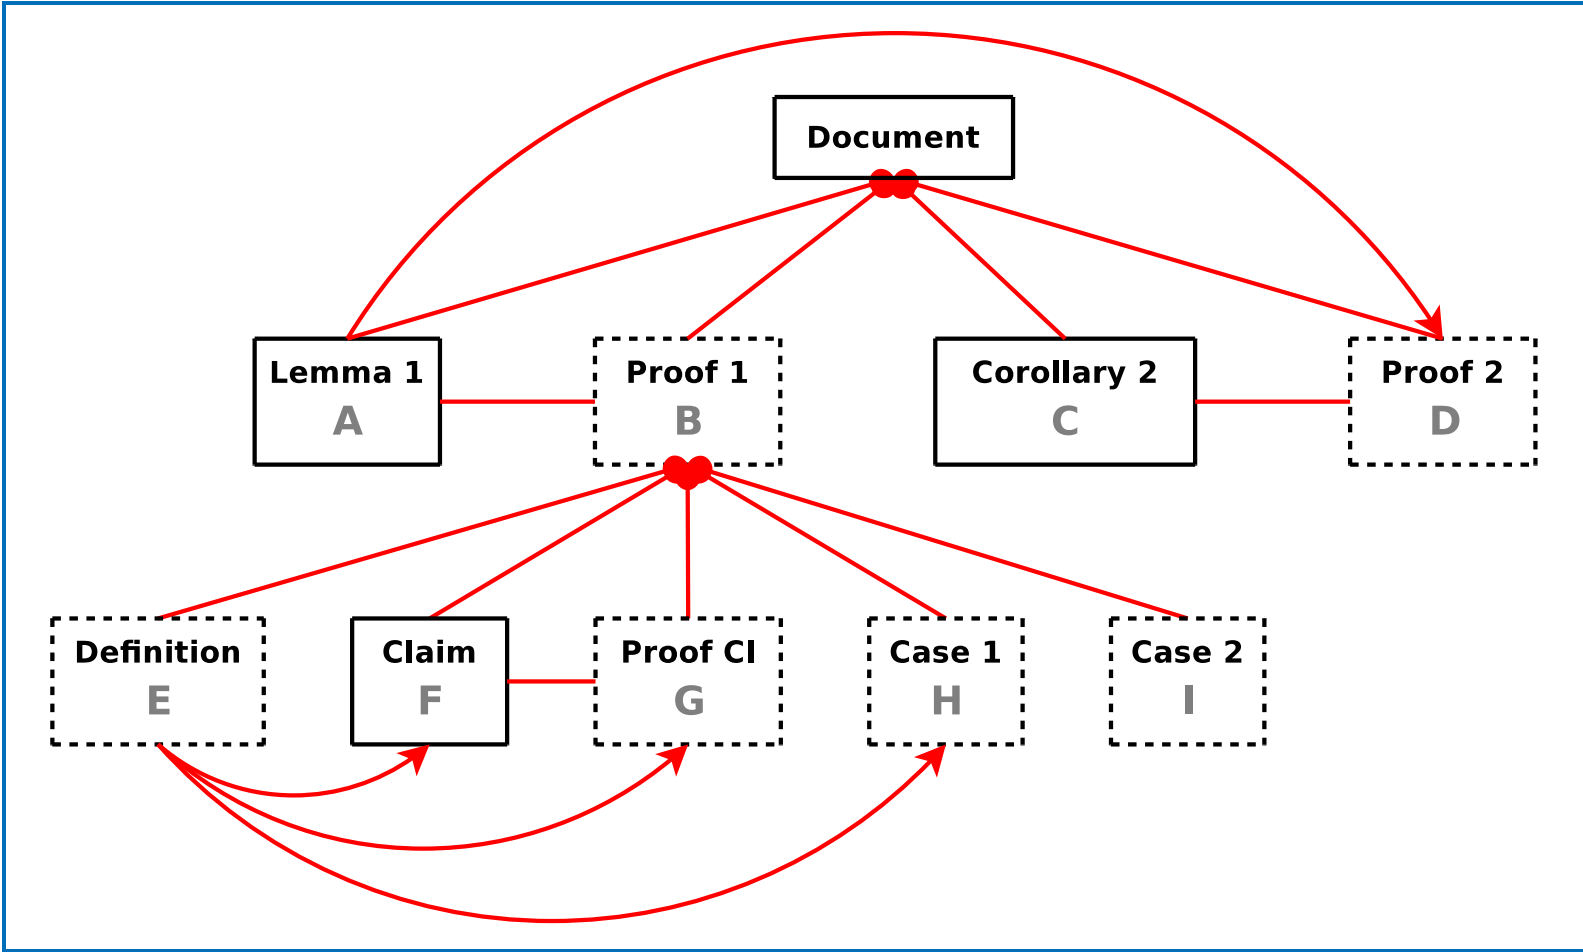 Document
Lemma 1
A
Proof 1
B
Corollary 2
C
Proof 2
D
Definition
E
Claim
F
Proof Cl
G
Case 1
H
Case 2
I